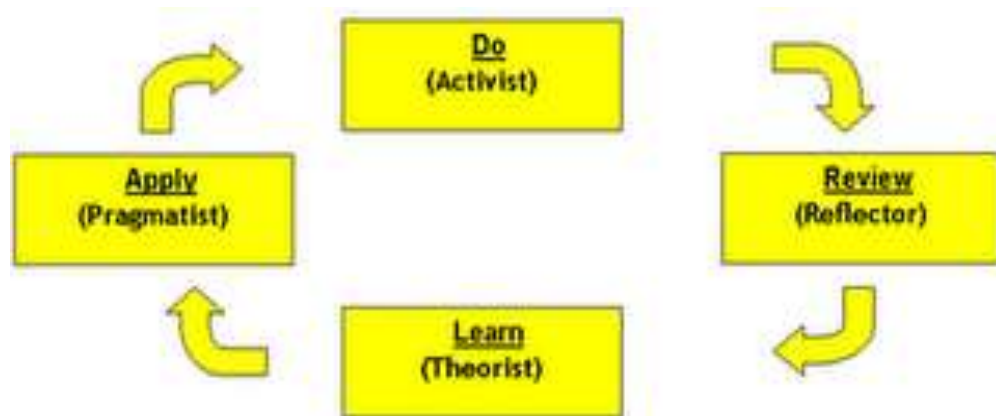 Do
(Activist)
Apply
(Pragmatist)
Review
(Reflector)
Learn
(Theorist)